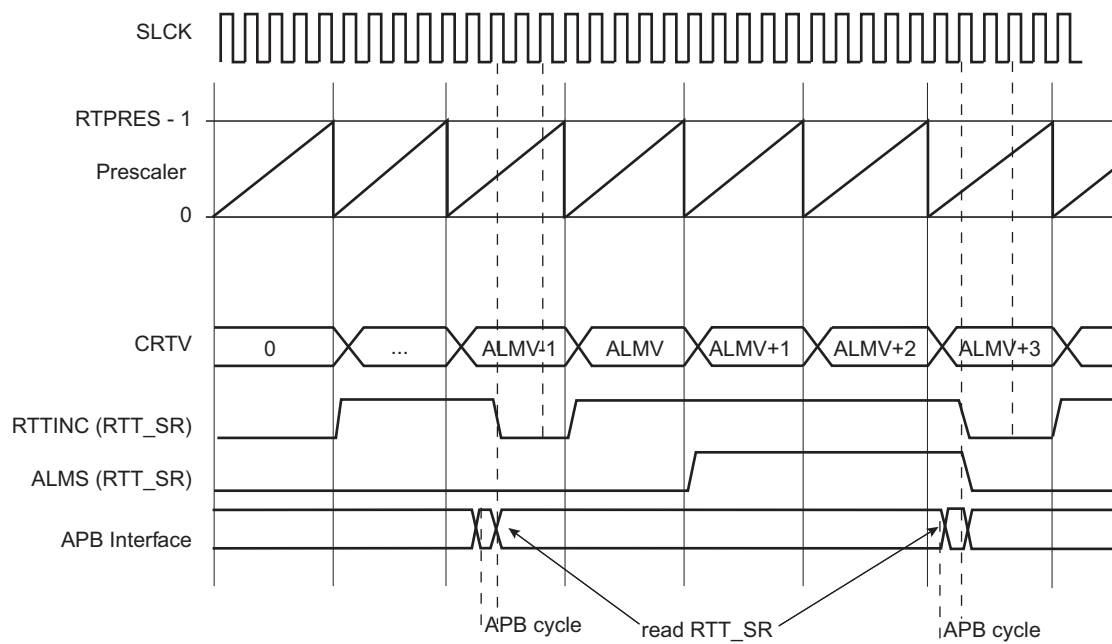 SLCK
RTPRES - 1
Prescaler
0
CRTV
0
...
ALMV-1
ALMV
ALMV+1
ALMV+2
ALMV+3
RTTINC (RTT_SR)
ALMS (RTT_SR)
APB Interface
APB cycle
read RTT_SR
APB cycle